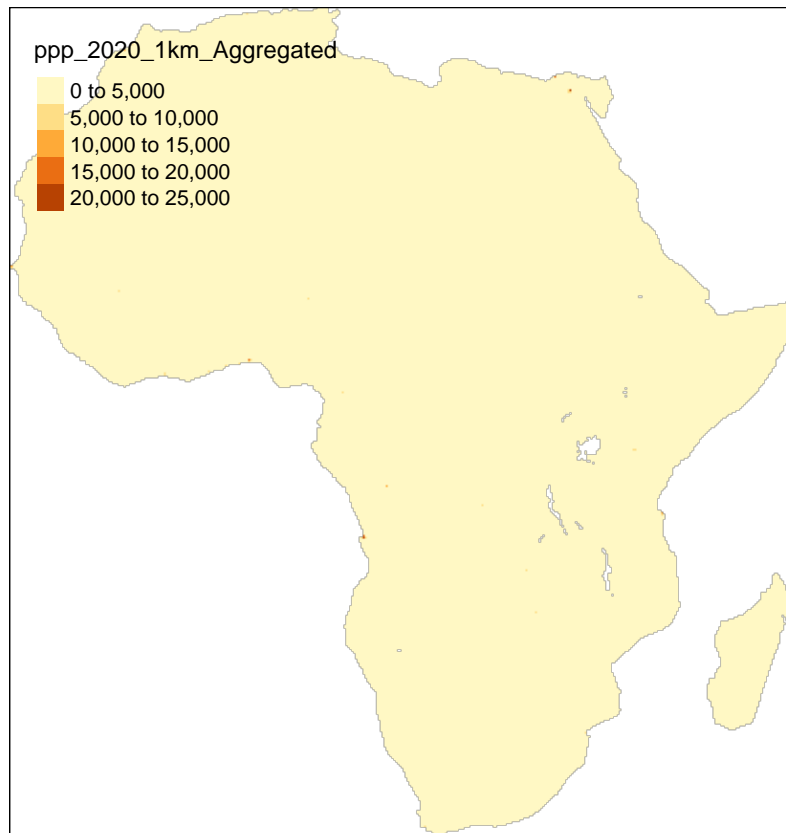 ppp_2020_1km_Aggregated
0 to 5,000
5,000 to 10,000
10,000 to 15,000
15,000 to 20,000
20,000 to 25,000